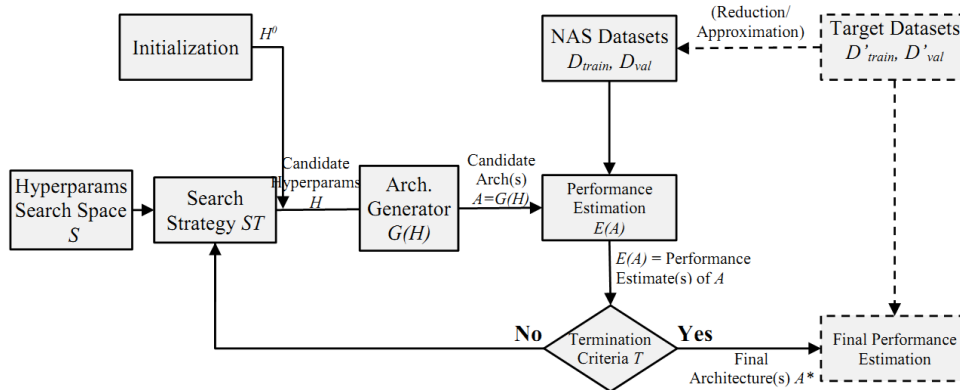 Initialization
H⁰
NAS Datasets
D_train, D_val
(Reduction/
Approximation)
Target Datasets
D'_train, D'_val
Hyperparams
Search Space
S
Search
Strategy ST
Candidate
Hyperparams
H
Arch.
Generator
G(H)
Candidate
Arch(s)
A=G(H)
Performance
Estimation
E(A)
E(A) = Performance
Estimate(s) of A
No
Termination
Criteria T
Yes
Final
Architecture(s) A*
Final Performance
Estimation